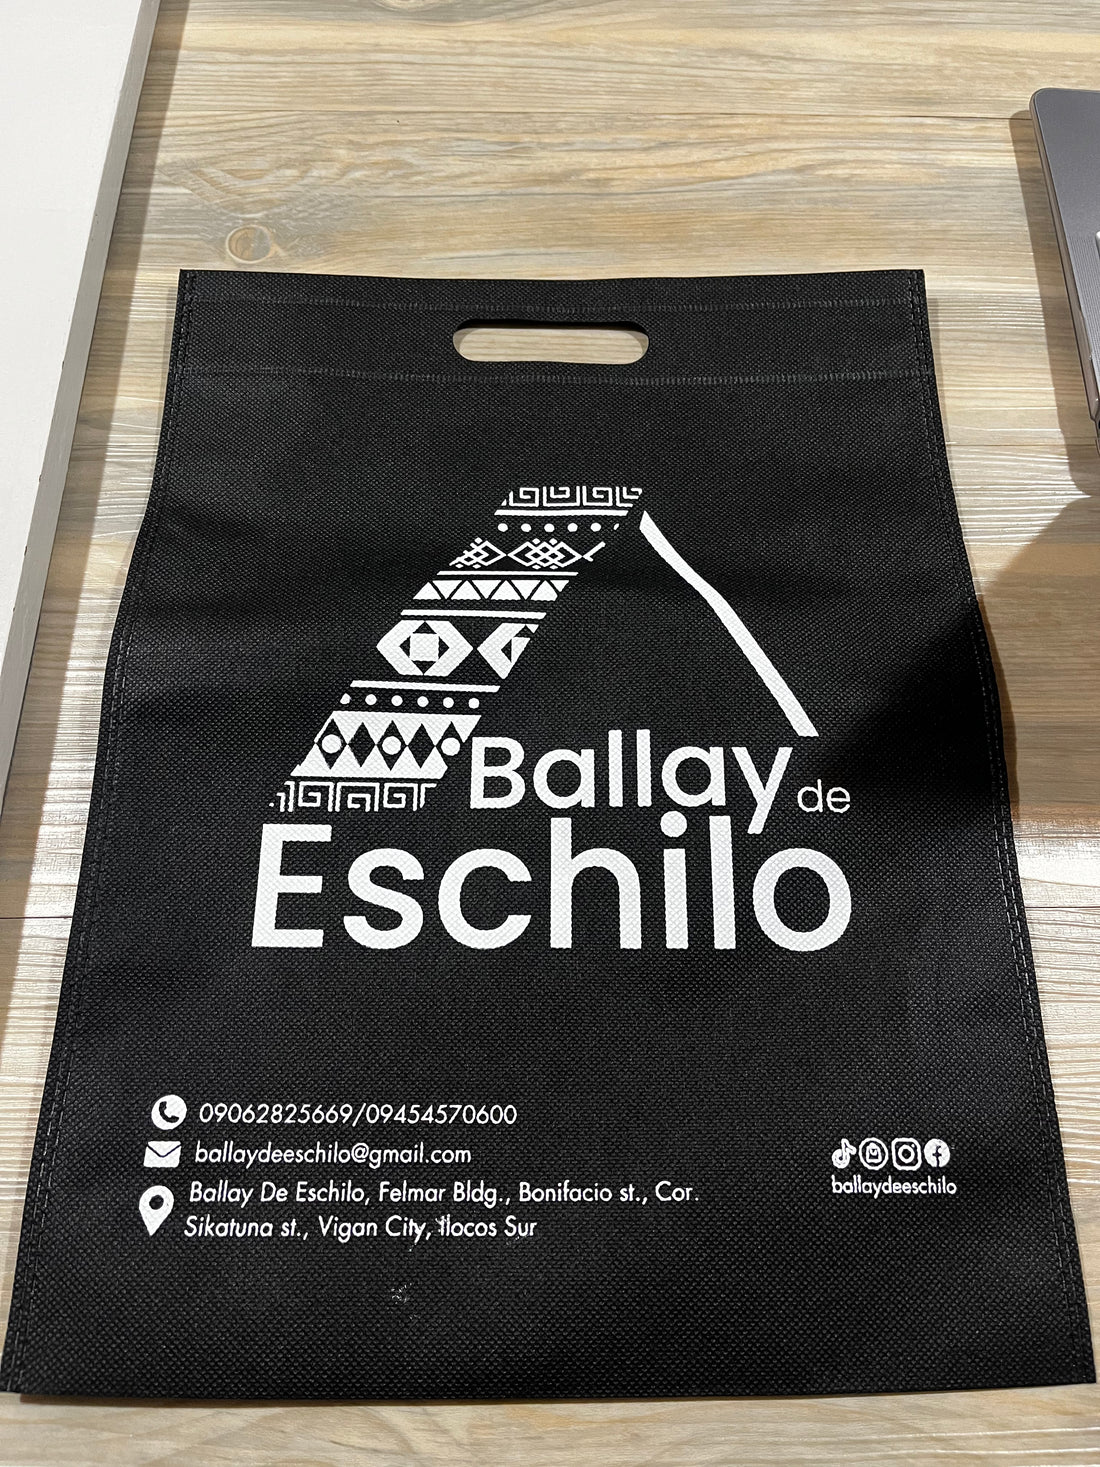 Ballay de
Eschilo
09062825669/09454570600
ballaydeeschilo@gmail.com
Ballay De Eschilo, Felmar Bldg., Bonifacio st., Cor.
Sikatuna st., Vigan City, Ilocos Sur
ballaydeeschilo